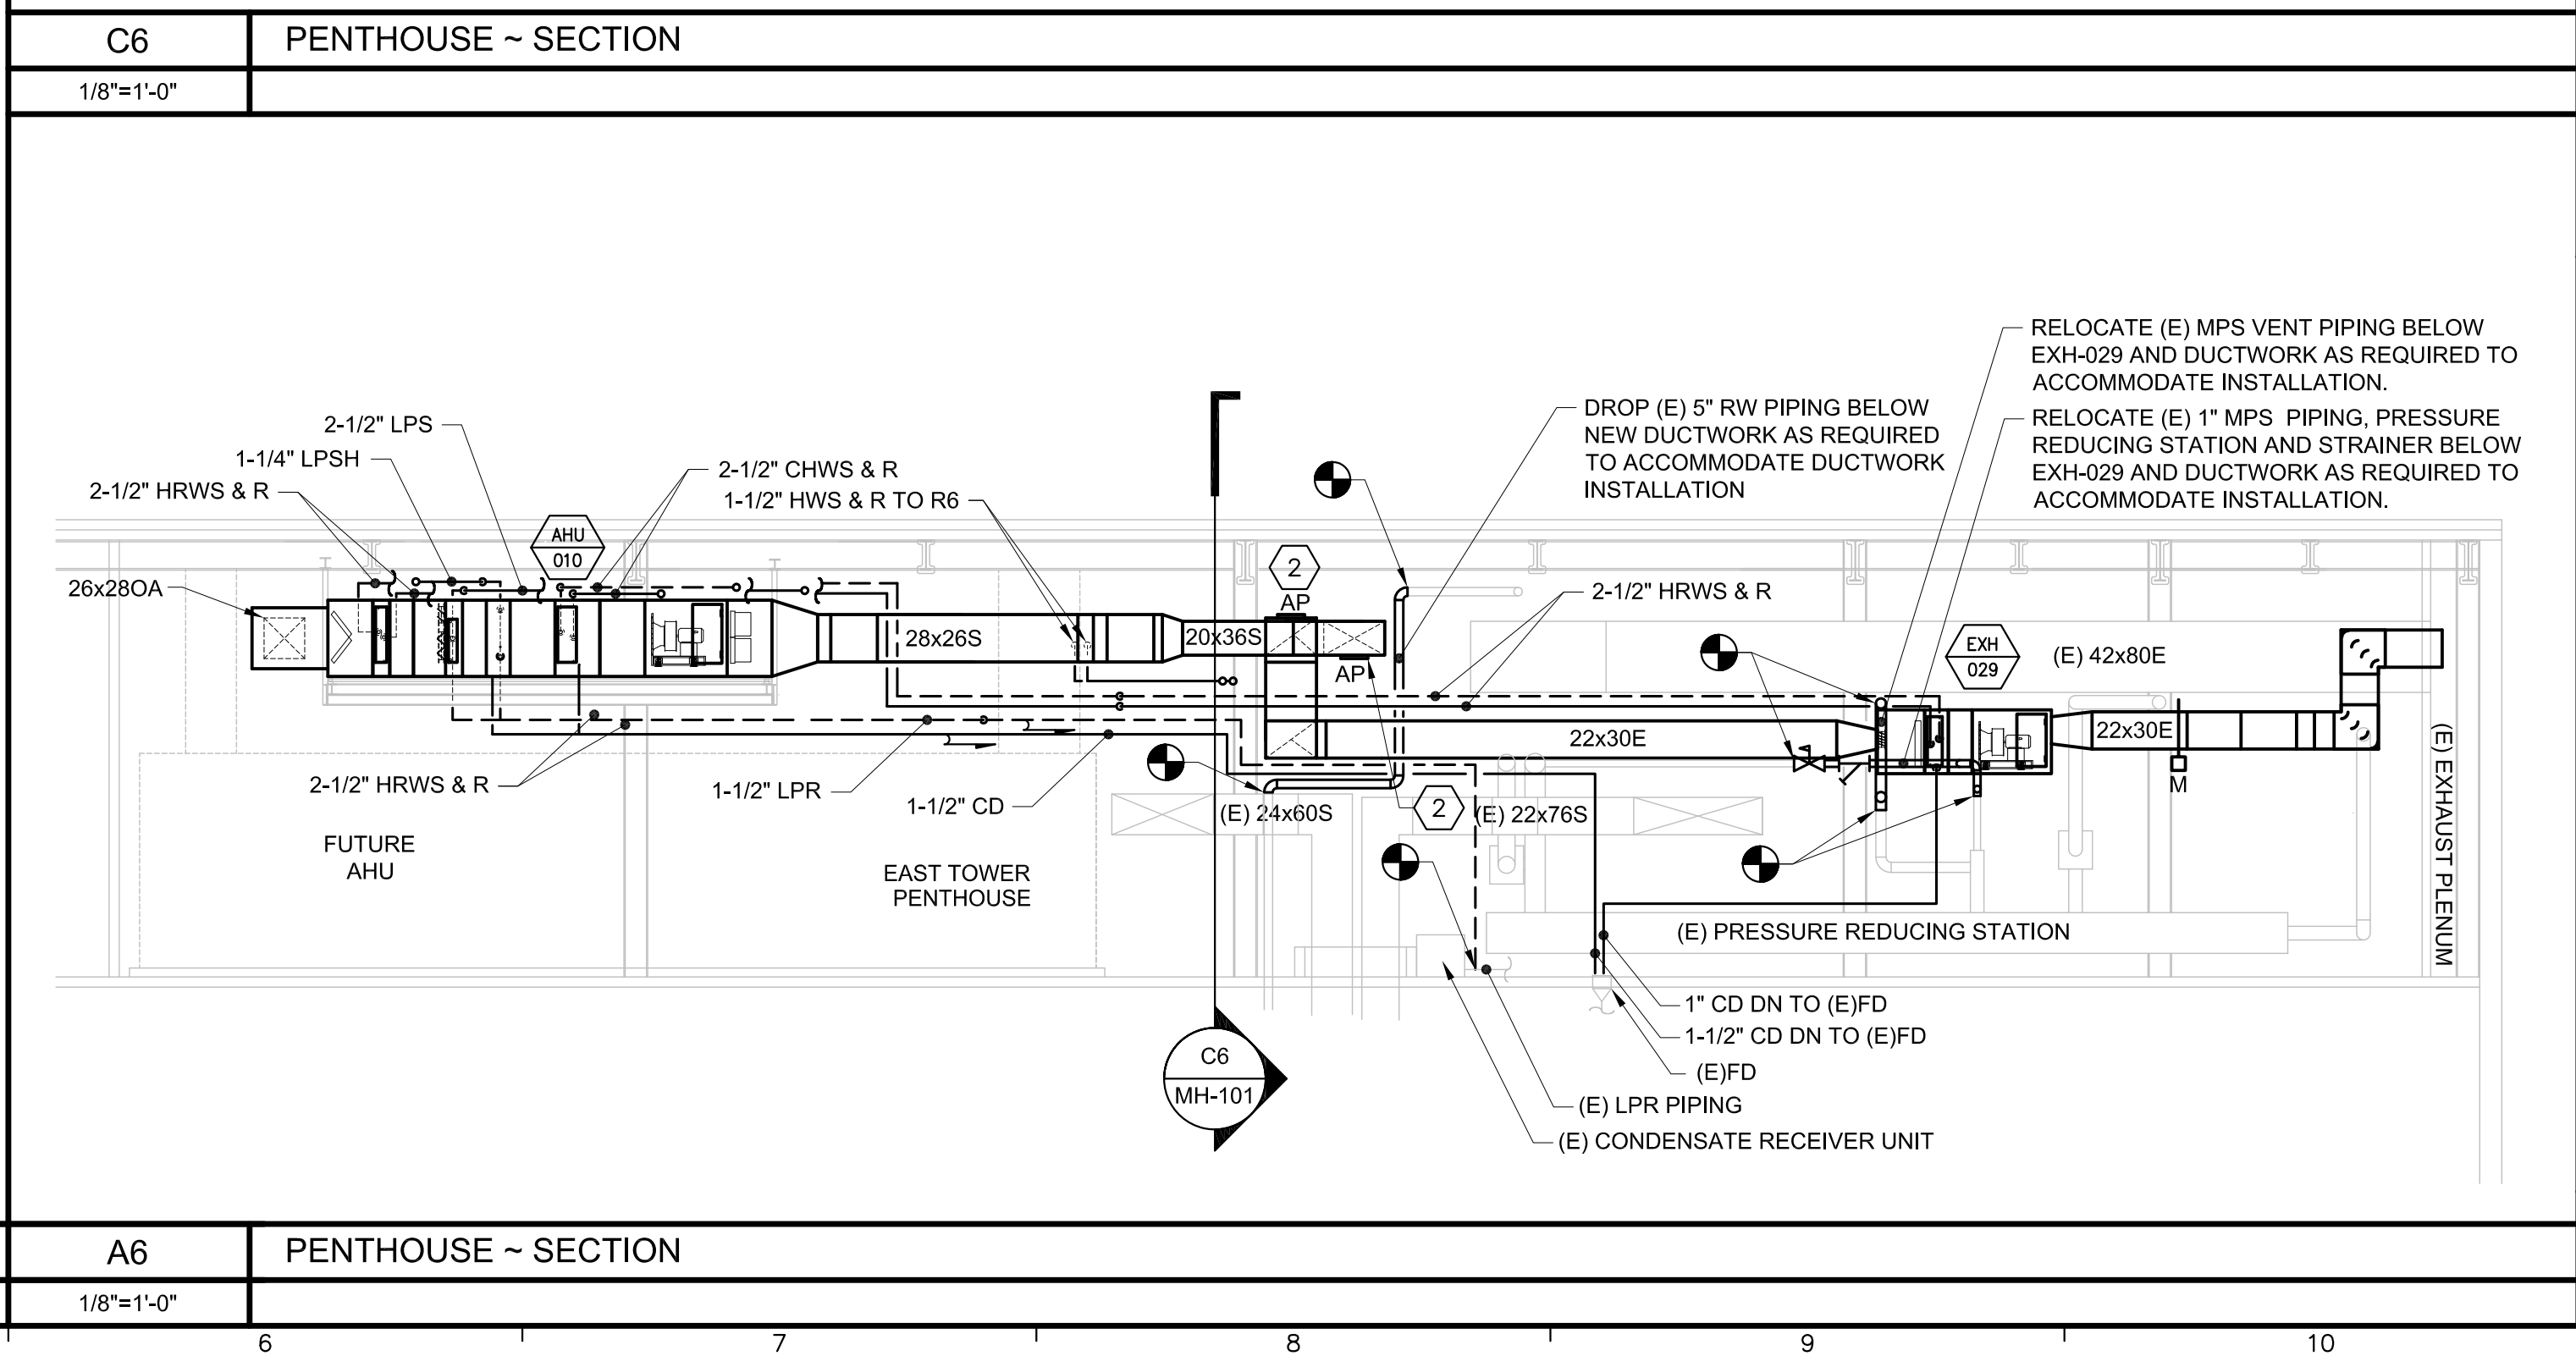 C6
PENTHOUSE ~ SECTION
1/8"=1'-0"
RELOCATE (E) MPS VENT PIPING BELOW
EXH-029 AND DUCTWORK AS REQUIRED TO
ACCOMMODATE INSTALLATION.
RELOCATE (E) 1" MPS PIPING, PRESSURE
REDUCING STATION AND STRAINER BELOW
EXH-029 AND DUCTWORK AS REQUIRED TO
ACCOMMODATE INSTALLATION.
DROP (E) 5" RW PIPING BELOW
NEW DUCTWORK AS REQUIRED
TO ACCOMMODATE DUCTWORK
INSTALLATION
2-1/2" LPS
1-1/4" LPSH
2-1/2" HRWS & R
2-1/2" CHWS & R
1-1/2" HWS & R TO R6
AHU
010
26x28OA
2
AP
2-1/2" HRWS & R
28x26S
20x36S
AP
EXH
029
(E) 42x80E
22x30E
22x30E
M
2-1/2" HRWS & R
1-1/2" LPR
1-1/2" CD
(E) 24x60S
2
(E) 22x76S
FUTURE
AHU
EAST TOWER
PENTHOUSE
(E) EXHAUST PLENUM
(E) PRESSURE REDUCING STATION
1" CD DN TO (E)FD
1-1/2" CD DN TO (E)FD
(E)FD
(E) LPR PIPING
(E) CONDENSATE RECEIVER UNIT
C6
MH-101
A6
PENTHOUSE ~ SECTION
1/8"=1'-0"
6 7 8 9 10